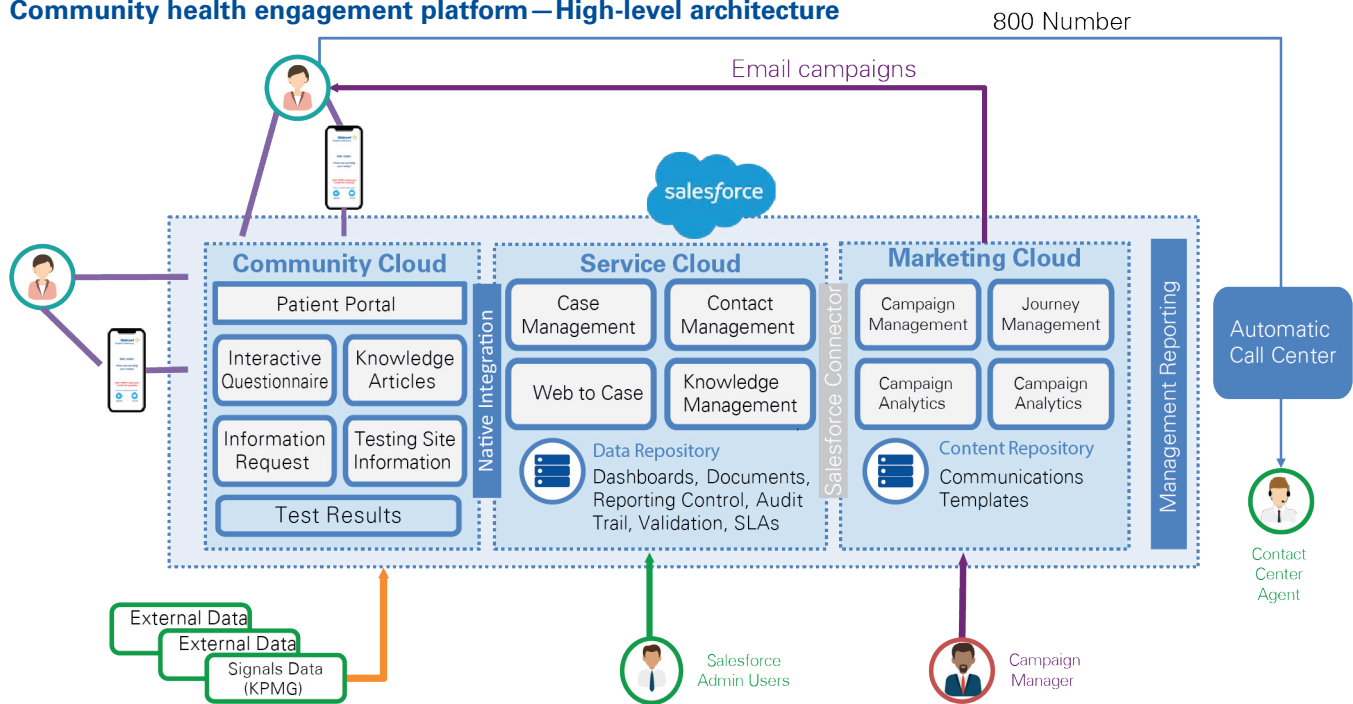 Community health engagement platform—High-level architecture
800 Number
Email campaigns
salesforce
Community Cloud
Patient Portal
Interactive
Questionnaire
Knowledge
Articles
Information
Request
Testing Site
Information
Test Results
Native Integration
Service Cloud
Case
Management
Contact
Management
Web to Case
Knowledge
Management
Data Repository
Dashboards, Documents,
Reporting Control, Audit
Trail, Validation, SLAs
Salesforce Connector
Marketing Cloud
Campaign
Management
Journey
Management
Campaign
Analytics
Campaign
Analytics
Content Repository
Communications
Templates
Management Reporting
Automatic
Call Center
Contact
Center
Agent
External Data
External Data
Signals Data
(KPMG)
Salesforce
Admin Users
Campaign
Manager